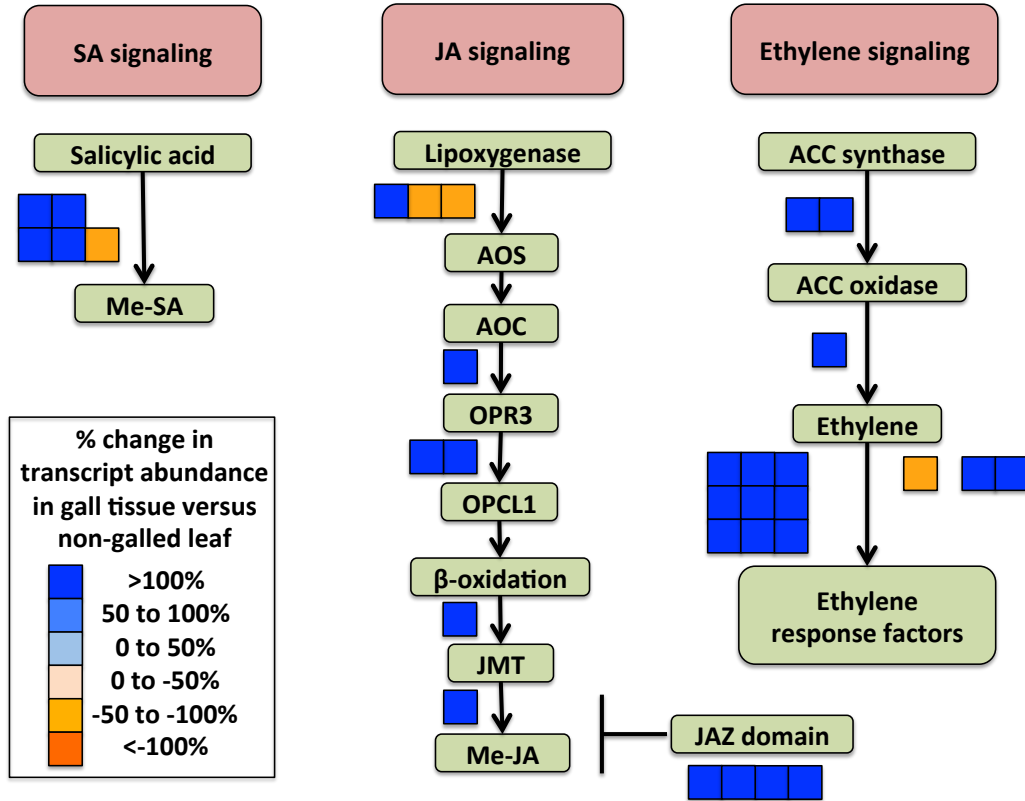 SA signaling
JA signaling
Ethylene signaling
Salicylic acid
Me-SA
Lipoxygenase
AOS
AOC
OPR3
OPCL1
β-oxidation
JMT
Me-JA
JAZ domain
ACC synthase
ACC oxidase
Ethylene
Ethylene
response factors
% change in
transcript abundance
in gall tissue versus
non-galled leaf
>100%
50 to 100%
0 to 50%
0 to -50%
-50 to -100%
<-100%